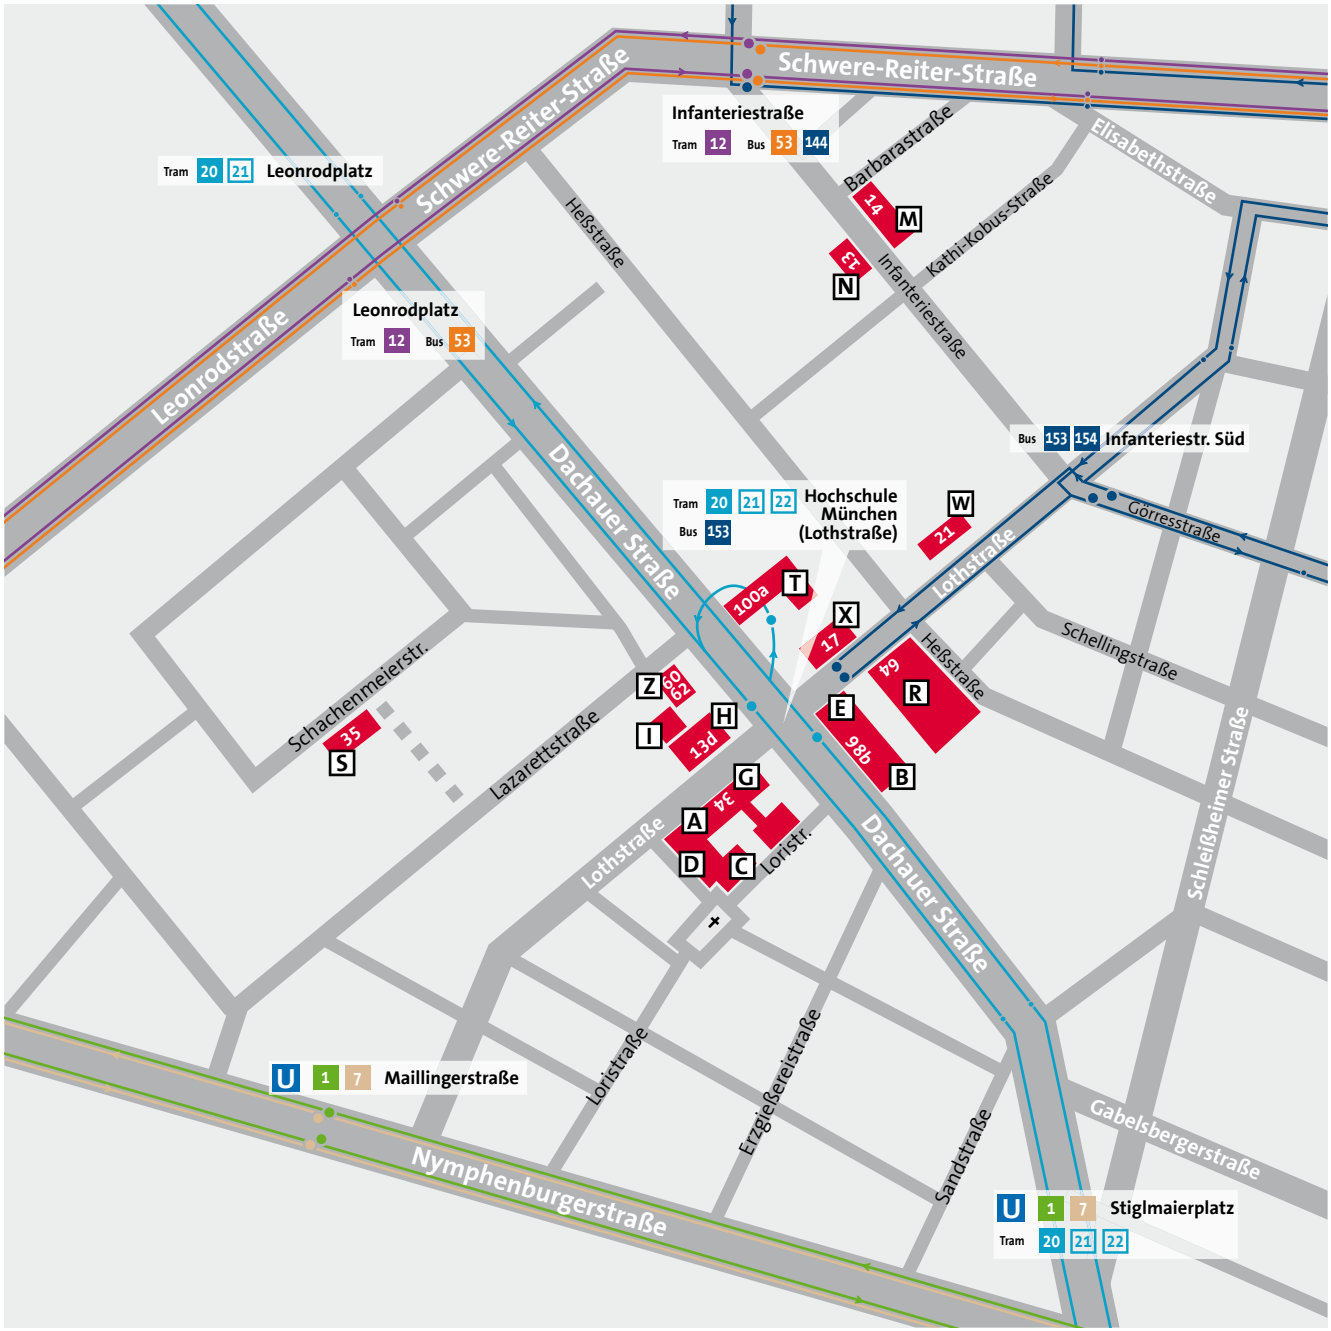 Schwere-Reiter-Straße
Schwere-Reiter-Straße
Infanteriestraße
Tram 12 Bus 53 144
Elisabethstraße
Barbarastraße
14
M
Tram 20 21 Leonrodplatz
Heßstraße
Kathi-Kobus-Straße
13
N
Infanteriestraße
Leonrodplatz
Tram 12 Bus 53
Leonrodstraße
Bus 153 154 Infanteriestr. Süd
Dachauer Straße
Tram 20 21 22 Hochschule
München
Bus 153 (Lothstraße)
W
21
Görresstraße
Lothstraße
T
100a
X
17
Heßstraße
Schellingstraße
64
R
Schachenmeierstr.
Z
60
62
E
H
I
13d
35
S
98b
B
Lazarettstraße
G
34
A
D
C
Loristr.
Lothstraße
Schleißheimer Straße
Dachauer Straße
Loristraße
Erzgießereistraße
U 1 7 Maillingerstraße
Sandstraße
Gabelsbergerstraße
Nymphenburgerstraße
U 1 7 Stiglmaierplatz
Tram 20 21 22